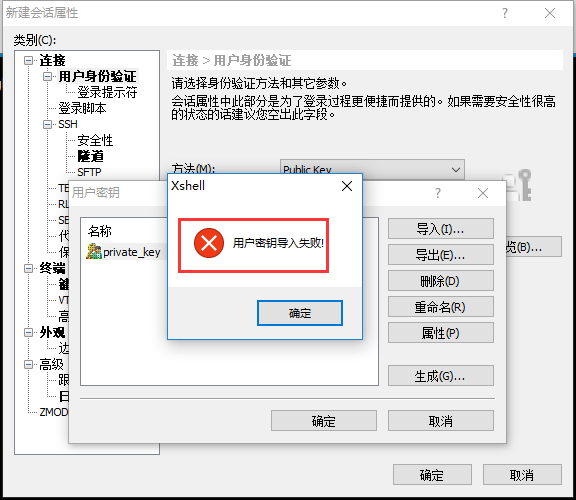 新建会话属性
类别(C):
连接
用户身份验证
登录提示符
登录脚本
SSH
安全性
隧道
SFTP
TE
RL
SE
代
保
终端
键
VT
高
外观
边
高级
跟
日
ZMOD
连接 > 用户身份验证
请选择身份验证方法和其它参数。
会话属性中此部分是为了登录过程更便捷而提供的。如果需要安全性很高
的状态的话建议您空出此字段。
方法(M):
Public Key
览(B)...
确定
取消
用户密钥
名称
private_key
导入(I)...
导出(E)...
删除(D)
重命名(R)
属性(P)
生成(G)...
确定
取消
Xshell
用户密钥导入失败!
确定